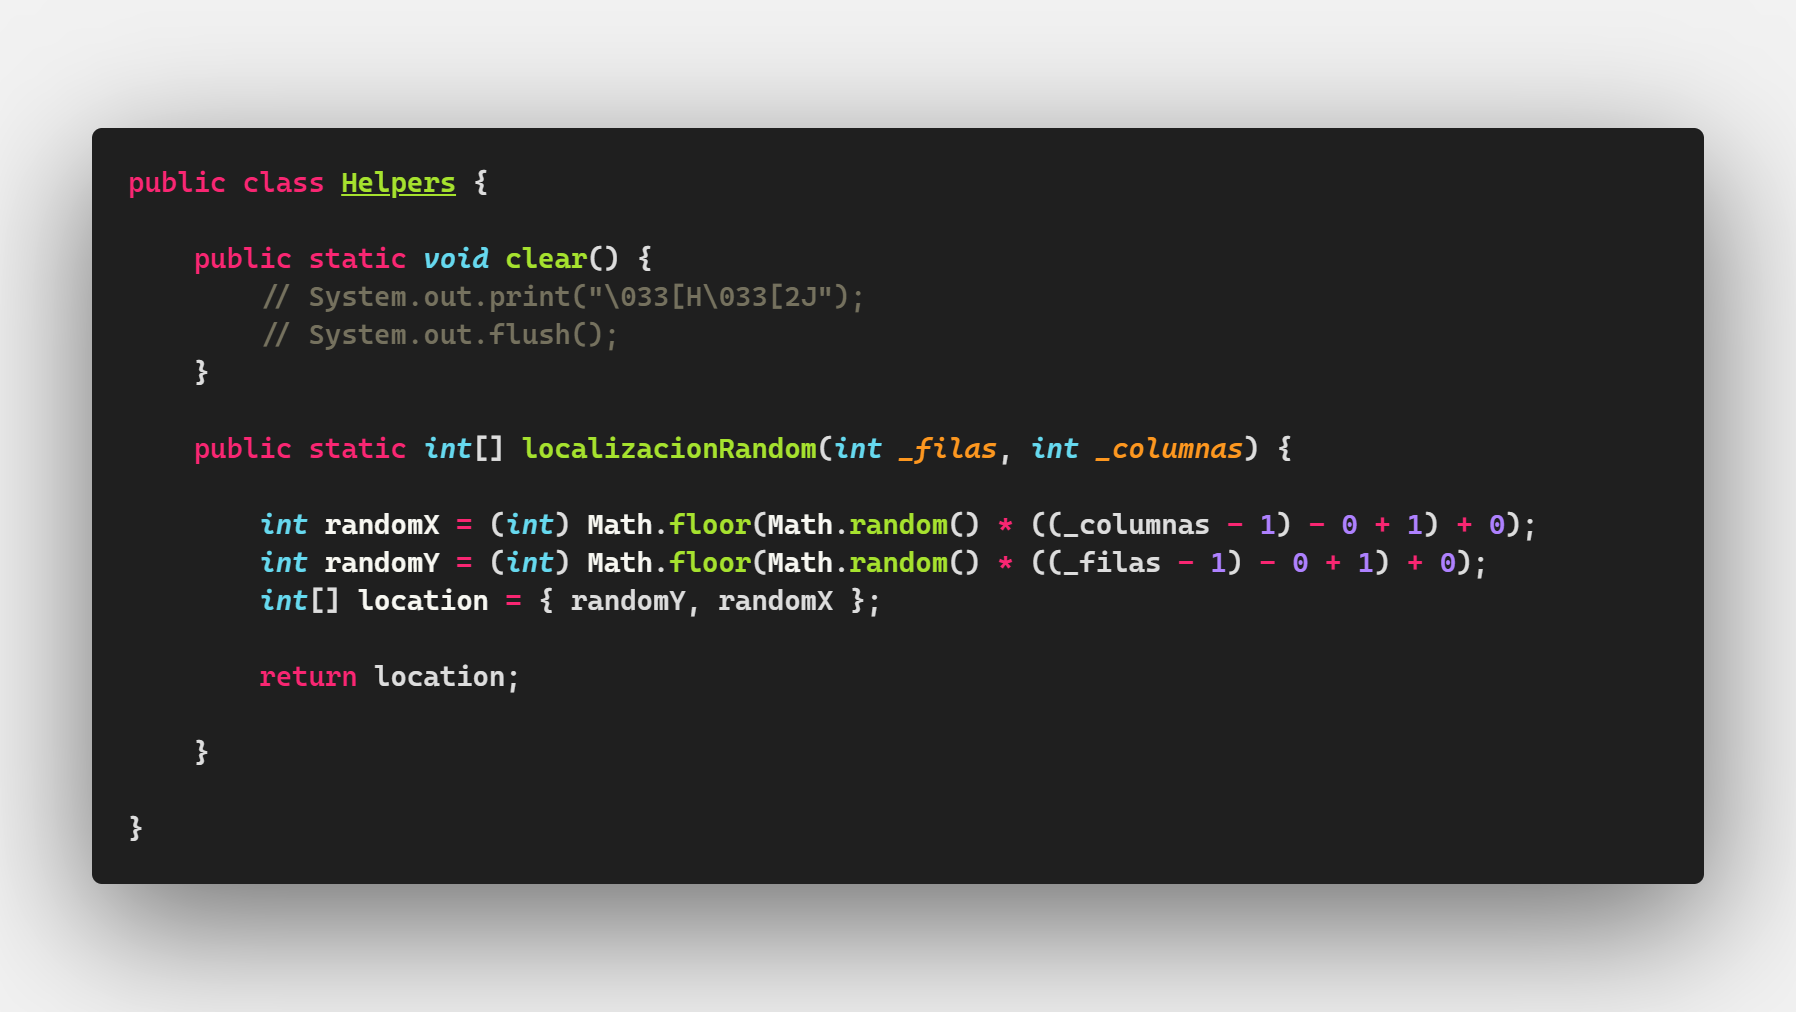 public class Helpers {
    public static void clear() {
        // System.out.print("\033[H\033[2J");
        // System.out.flush();
    }
    public static int[] localizacionRandom(int _filas, int _columnas) {
        int randomX = (int) Math.floor(Math.random() * ((_columnas - 1) - 0 + 1) + 0);
        int randomY = (int) Math.floor(Math.random() * ((_filas - 1) - 0 + 1) + 0);
        int[] location = { randomY, randomX };
        return location;
    }
}